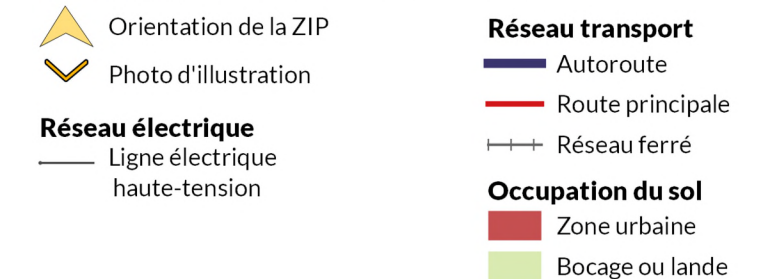 Orientation de la ZIP
Photo d'illustration
Réseau électrique
Ligne électrique
haute-tension
Réseau transport
Autoroute
Route principale
Réseau ferré
Occupation du sol
Zone urbaine
Bocage ou lande